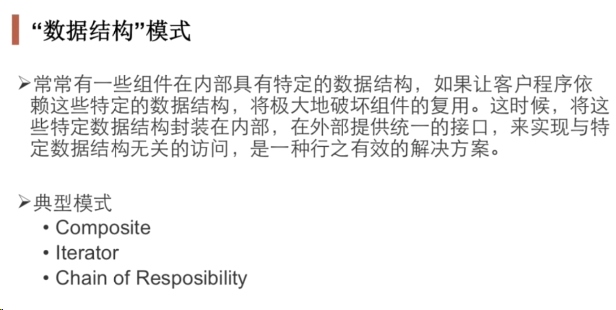 “数据结构”模式
➢常常有一些组件在内部具有特定的数据结构，如果让客户程序依
赖这些特定的数据结构，将极大地破坏组件的复用。这时候，将这
些特定数据结构封装在内部，在外部提供统一的接口，来实现与特
定数据结构无关的访问，是一种行之有效的解决方案。
➢典型模式
• Composite
• Iterator
• Chain of Resposibility